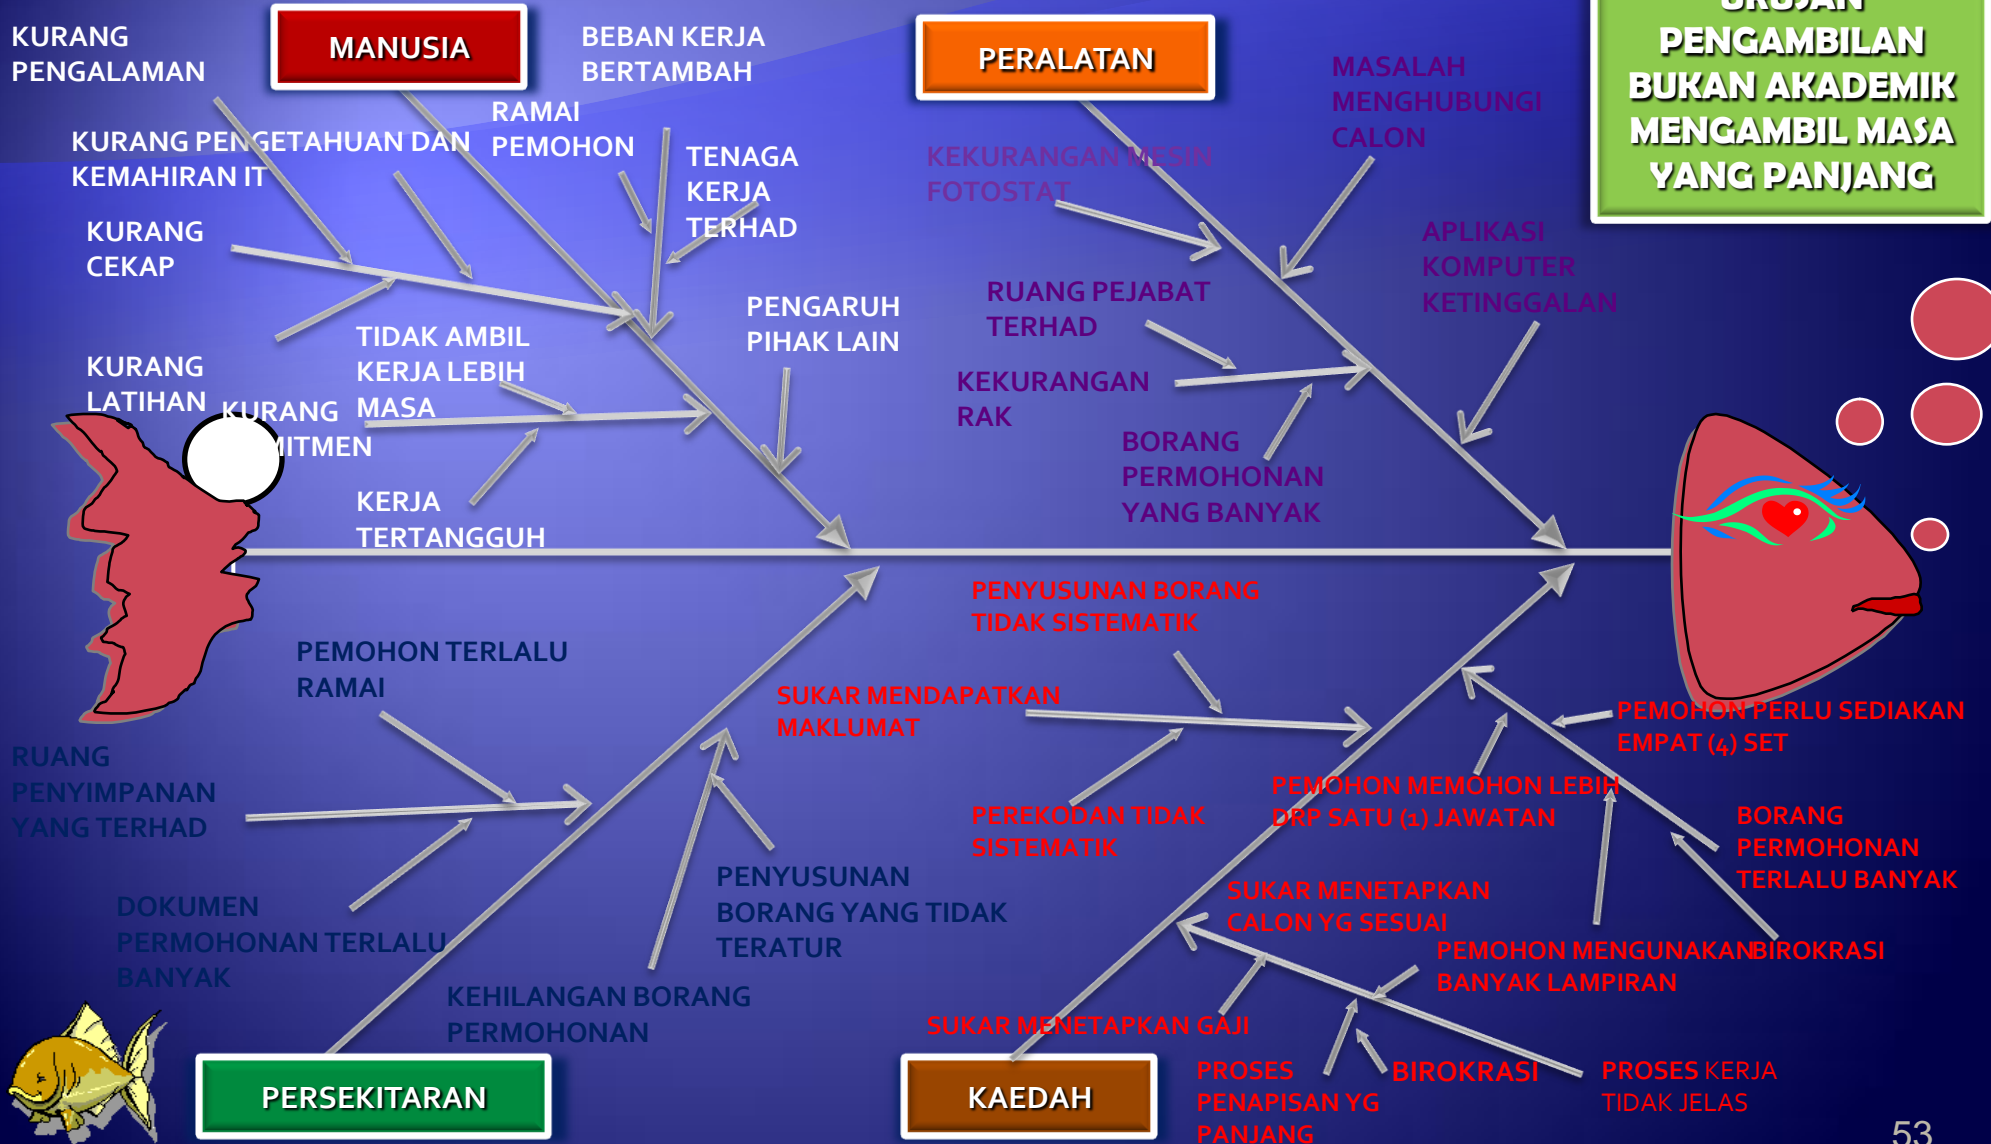 KURANG
PENGALAMAN
MANUSIA
BEBAN KERJA
BERTAMBAH
PERALATAN
MASALAH
MENGHUBUNGI
CALON
URUSAN
PENGAMBILAN
BUKAN AKADEMIK
MENGAMBIL MASA
YANG PANJANG
KURANG PENGETAHUAN DAN
KEMAHIRAN IT
RAMAI
PEMOHON
TENAGA
KERJA
TERHAD
KEKURANGAN MESIN
FOTOSTAT
KURANG
CEKAP
APLIKASI
KOMPUTER
KETINGGALAN
RUANG PEJABAT
TERHAD
PENGARUH
PIHAK LAIN
TIDAK AMBIL
KERJA LEBIH
MASA
KURANG
LATIHAN
KURANG
MITMEN
KEKURANGAN
RAK
BORANG
PERMOHONAN
YANG BANYAK
KERJA
TERTANGGUH
PENYUSUNAN BORANG
TIDAK SISTEMATIK
PEMOHON TERLALU
RAMAI
SUKAR MENDAPATKAN
MAKLUMAT
PEMOHON PERLU SEDIAKAN
EMPAT (4) SET
RUANG
PENYIMPANAN
YANG TERHAD
PEMOHON MEMOHON LEBIH
DRP SATU (1) JAWATAN
PEREKODAN TIDAK
SISTEMATIK
BORANG
PERMOHONAN
TERLALU BANYAK
PENYUSUNAN
BORANG YANG TIDAK
TERATUR
SUKAR MENETAPKAN
CALON YG SESUAI
DOKUMEN
PERMOHONAN TERLALU
BANYAK
PEMOHON MENGUNAKAN
BANYAK LAMPIRAN
BIROKRASI
KEHILANGAN BORANG
PERMOHONAN
SUKAR MENETAPKAN GAJI
PROSES
PENAPISAN YG
PANJANG
BIROKRASI
PROSES KERJA
TIDAK JELAS
PERSEKITARAN
KAEDAH
53